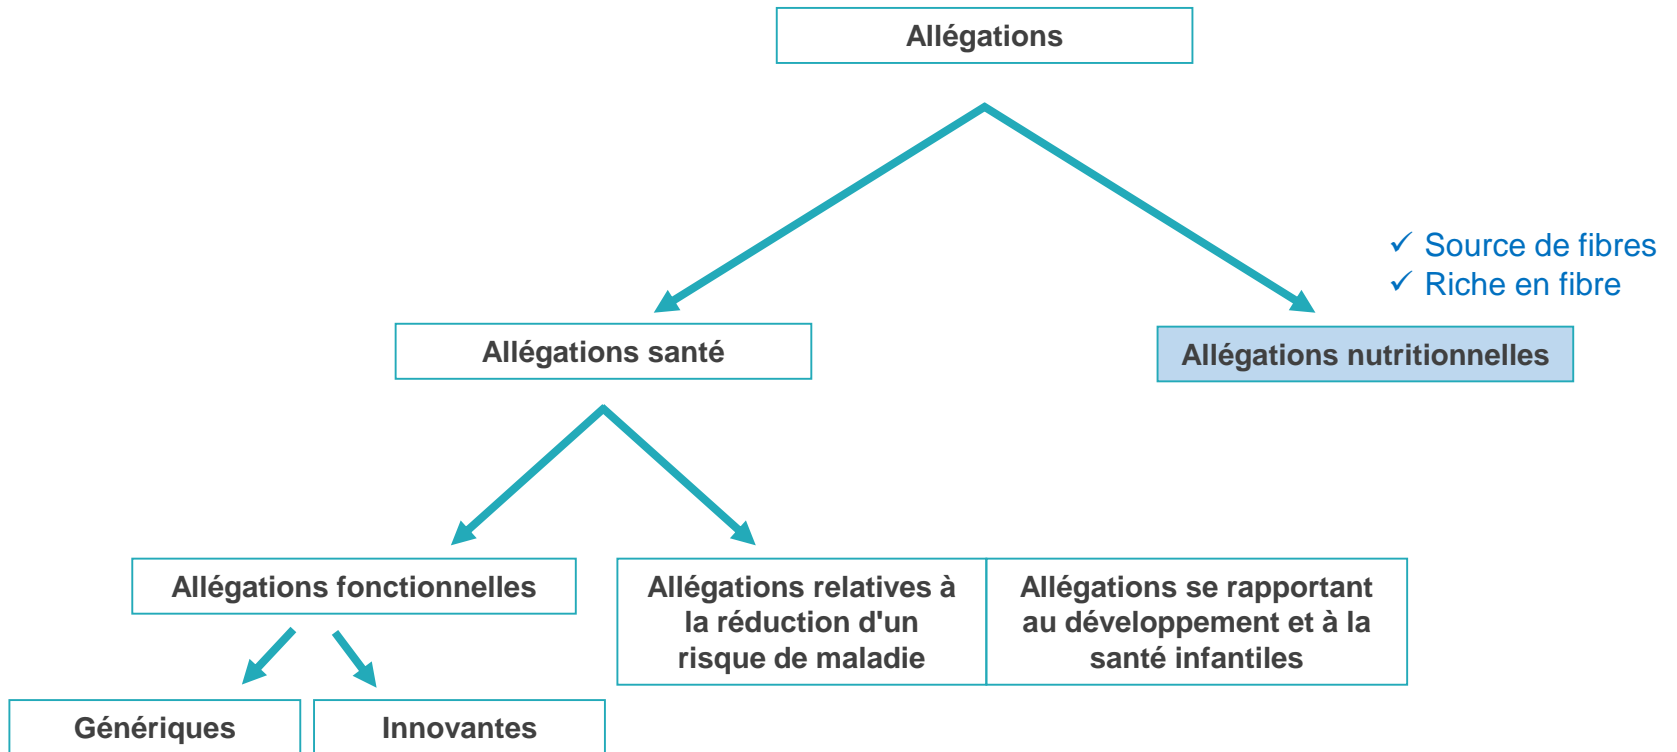 Allégations
✓ Source de fibres
✓ Riche en fibre
Allégations santé
Allégations nutritionnelles
Allégations fonctionnelles
Allégations relatives à
la réduction d'un
risque de maladie
Allégations se rapportant
au développement et à la
santé infantiles
Génériques
Innovantes